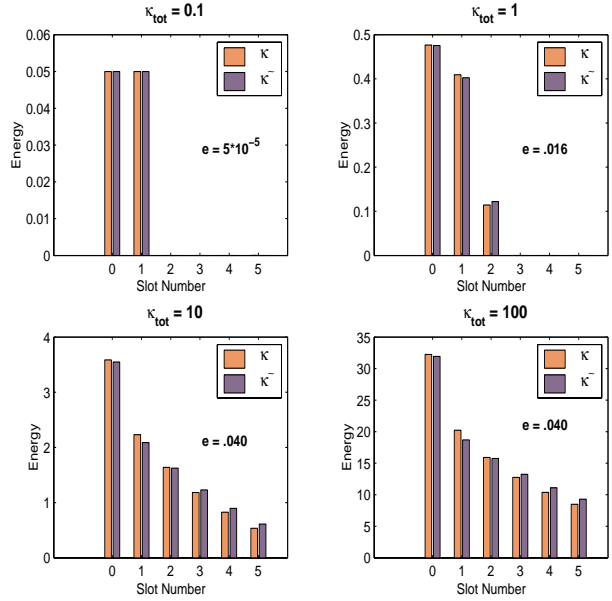 κtot = 0.1
0.06
0.05
0.04
0.03
0.02
0.01
0
Energy
κ
κ~
e = 5*10−5
0 1 2 3 4 5
Slot Number
κtot = 1
0.5
0.4
0.3
0.2
0.1
0
Energy
κ
κ~
e = .016
0 1 2 3 4 5
Slot Number
κtot = 10
4
3
2
1
0
Energy
κ
κ~
e = .040
0 1 2 3 4 5
Slot Number
κtot = 100
35
30
25
20
15
10
5
0
Energy
κ
κ~
e = .040
0 1 2 3 4 5
Slot Number